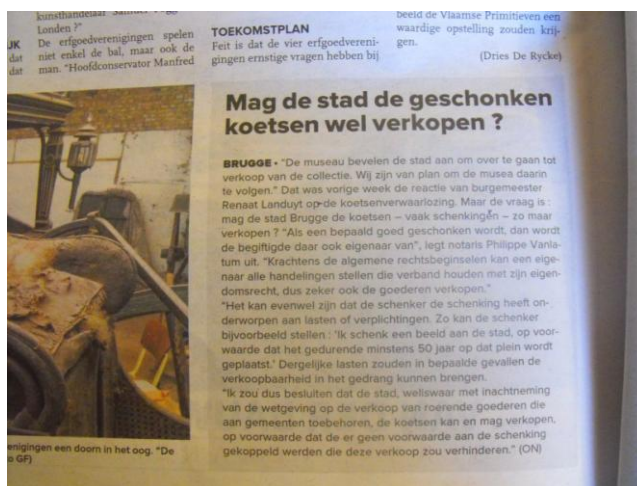 kunsthandelaar
Londen ?"
De erfgoedverenigingen spelen
niet enkel de bal, maar ook de
man. "Hoofdconservator Manfred
JK
dat
dat
TOEKOMSTPLAN
Feit is dat de vier erfgoedvereni-
gingen ernstige vragen hebben bij
beeld de Vlaamse Primitieven een
waardige opstelling zouden krij-
gen.
(Dries De Rycke)
Mag de stad de geschonken
koetsen wel verkopen ?
BRUGGE • "De museau bevelen de stad aan om over te gaan tot
verkoop van de collectie. Wij zijn van plan om de musea daarin
te volgen." Dat was vorige week de reactie van burgemeester
Renaat Landuyt op de koetsenverwaarlozing. Maar de vraag is :
mag de stad Brugge de koetsen – vaak schenkingen – zo maar
verkopen ? "Als een bepaald goed geschonken wordt, dan wordt
de begiftigde daar ook eigenaar van", legt notaris Philippe Vanla-
tum uit. "Krachtens de algemene rechtsbeginselen kan een eige-
naar alle handelingen stellen die verband houden met zijn eigen-
domsrecht, dus zeker ook de goederen verkopen."
"Het kan evenwel zijn dat de schenker de schenking heeft on-
derworpen aan lasten of verplichtingen. Zo kan de schenker
bijvoorbeeld stellen : 'Ik schenk een beeld aan de stad, op voor-
waarde dat het gedurende minstens 50 jaar op dat plein wordt
geplaatst.' Dergelijke lasten zouden in bepaalde gevallen de
verkoopbaarheid in het gedrang kunnen brengen.
"Ik zou dus besluiten dat de stad, weliswaar met inachtneming
van de wetgeving op de verkoop van roerende goederen die
aan gemeenten toebehoren, de koetsen kan en mag verkopen,
op voorwaarde dat de er geen voorwaarde aan de schenking
gekoppeld werden die deze verkoop zou verhinderen." (ON)
enigingen een doorn in het oog. "De
o GF)